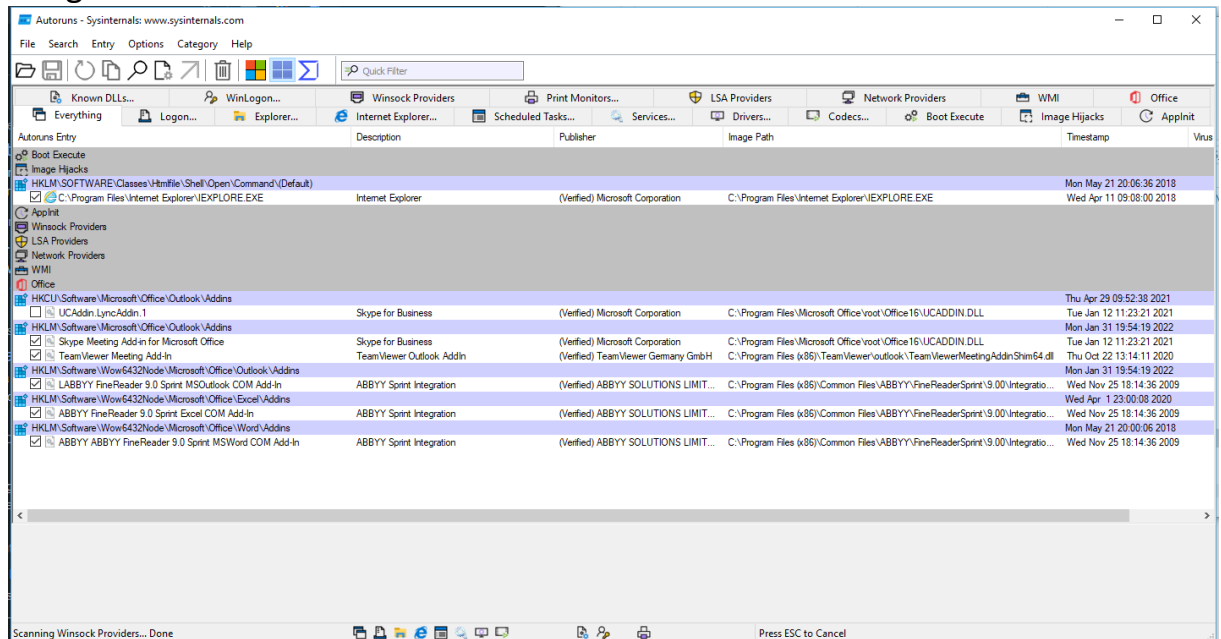 Autoruns - Sysinternals: www.sysinternals.com
File Search Entry Options Category Help
Quick Filter
Known DLLs... WinLogon... Winsock Providers Print Monitors... LSA Providers Network Providers WMI Office
Everything Logon... Explorer... Internet Explorer... Scheduled Tasks... Services... Drivers... Codecs... Boot Execute Image Hijacks AppInit
Autoruns Entry Description Publisher Image Path Timestamp Virus
Boot Execute
Image Hijacks
HKLM\SOFTWARE\Classes\Htmlfile\Shell\Open\Command\(Default) Mon May 21 20:06:36 2018
C:\Program Files\Internet Explorer\IEXPLORE.EXE Internet Explorer (Verified) Microsoft Corporation C:\Program Files\Internet Explorer\IEXPLORE.EXE Wed Apr 11 09:08:00 2018
AppInit
Winsock Providers
LSA Providers
Network Providers
WMI
Office
HKCU\Software\Microsoft\Office\Outlook\Addins Thu Apr 29 09:52:38 2021
UCAddin.LyncAddin.1 Skype for Business (Verified) Microsoft Corporation C:\Program Files\Microsoft Office\root\Office16\UCADDIN.DLL Tue Jan 12 11:23:21 2021
HKLM\Software\Microsoft\Office\Outlook\Addins Mon Jan 31 19:54:19 2022
Skype Meeting Add-in for Microsoft Office Skype for Business (Verified) Microsoft Corporation C:\Program Files\Microsoft Office\root\Office16\UCADDIN.DLL Tue Jan 12 11:23:21 2021
TeamViewer Meeting Add-In TeamViewer Outlook AddIn (Verified) TeamViewer Germany GmbH C:\Program Files (x86)\TeamViewer\outlook\TeamViewerMeetingAddinShim64.dll Thu Oct 22 13:14:11 2020
HKLM\Software\Wow6432Node\Microsoft\Office\Outlook\Addins Mon Jan 31 19:54:19 2022
LABBYY FineReader 9.0 Sprint MSOutlook COM Add-In ABBYY Sprint Integration (Verified) ABBYY SOLUTIONS LIMIT... C:\Program Files (x86)\Common Files\ABBYY\FineReaderSprint\9.00\Integratio... Wed Nov 25 18:14:36 2009
HKLM\Software\Wow6432Node\Microsoft\Office\Excel\Addins Wed Apr 1 23:00:08 2020
ABBYY FineReader 9.0 Sprint Excel COM Add-In ABBYY Sprint Integration (Verified) ABBYY SOLUTIONS LIMIT... C:\Program Files (x86)\Common Files\ABBYY\FineReaderSprint\9.00\Integratio... Wed Nov 25 18:14:36 2009
HKLM\Software\Wow6432Node\Microsoft\Office\Word\Addins Mon May 21 20:00:06 2018
ABBYY ABBYY FineReader 9.0 Sprint MSWord COM Add-In ABBYY Sprint Integration (Verified) ABBYY SOLUTIONS LIMIT... C:\Program Files (x86)\Common Files\ABBYY\FineReaderSprint\9.00\Integratio... Wed Nov 25 18:14:36 2009
Scanning Winsock Providers... Done Press ESC to Cancel